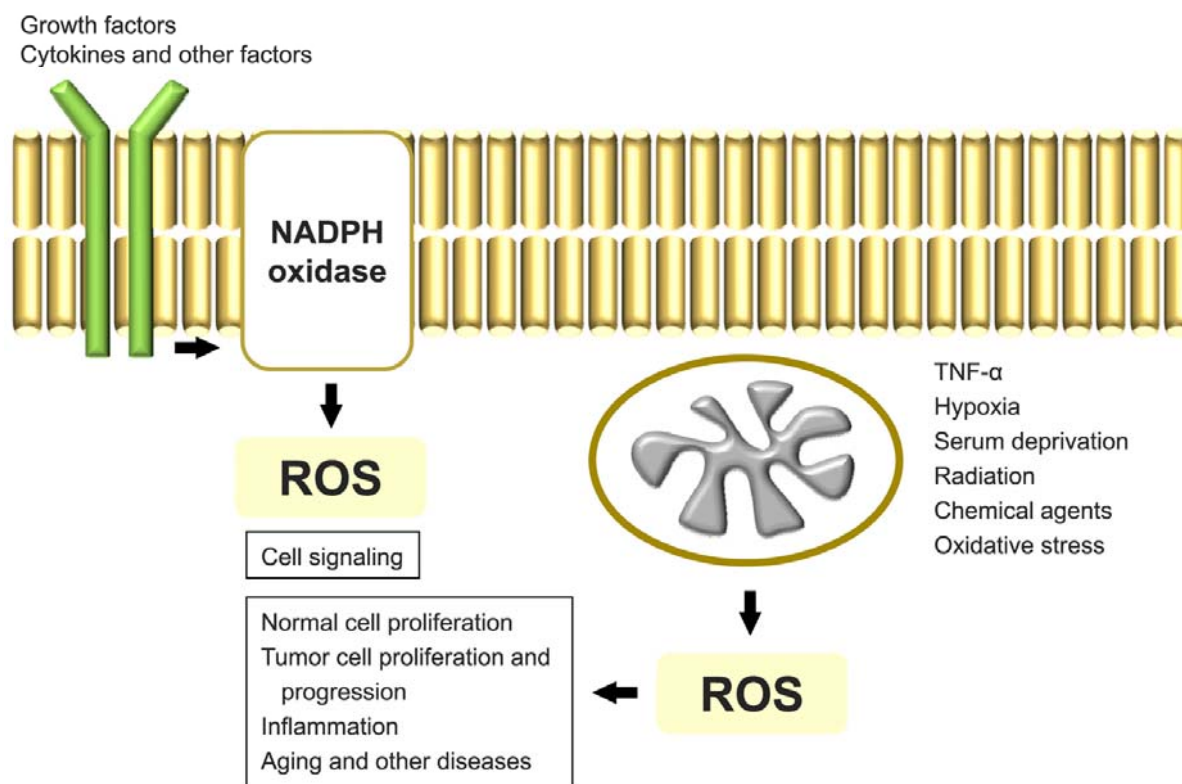 Growth factors
Cytokines and other factors
NADPH
oxidase
ROS
Cell signaling
Normal cell proliferation
Tumor cell proliferation and
progression
Inflammation
Aging and other diseases
TNF-α
Hypoxia
Serum deprivation
Radiation
Chemical agents
Oxidative stress
ROS